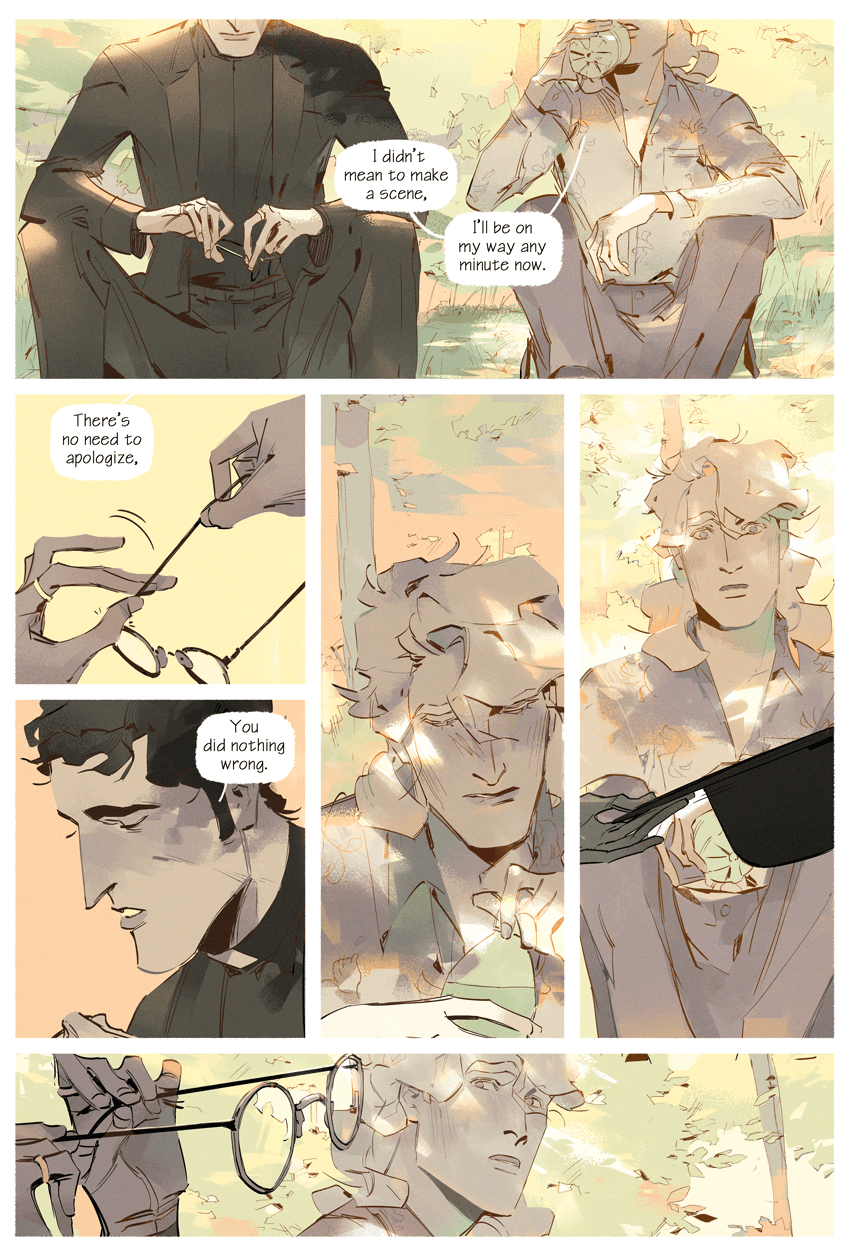 I didn't
mean to make
a scene,
I'll be on
my way any
minute now.
There's
no need to
apologize,
You
did nothing
wrong.